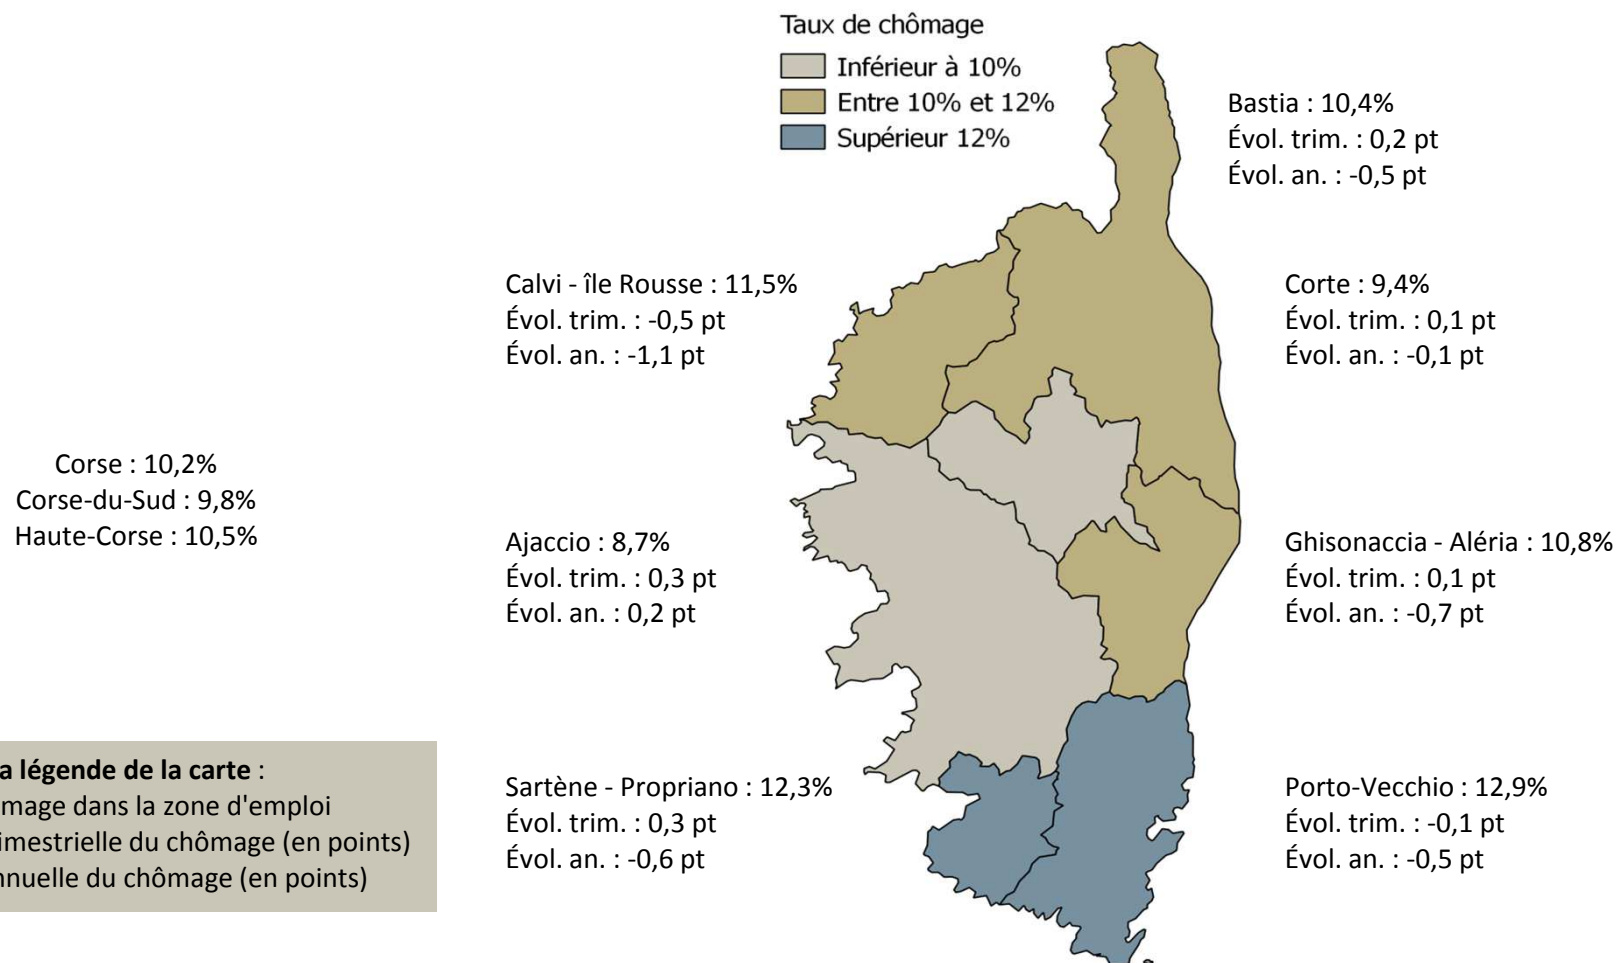 Taux de chômage
Inférieur à 10%
Entre 10% et 12%
Supérieur 12%
Bastia : 10,4%
Évol. trim. : 0,2 pt
Évol. an. : -0,5 pt
Calvi - île Rousse : 11,5%
Évol. trim. : -0,5 pt
Évol. an. : -1,1 pt
Corte : 9,4%
Évol. trim. : 0,1 pt
Évol. an. : -0,1 pt
Corse : 10,2%
Corse-du-Sud : 9,8%
Haute-Corse : 10,5%
Ajaccio : 8,7%
Évol. trim. : 0,3 pt
Évol. an. : 0,2 pt
Ghisonaccia - Aléria : 10,8%
Évol. trim. : 0,1 pt
Évol. an. : -0,7 pt
a légende de la carte :
mage dans la zone d'emploi
imestrielle du chômage (en points)
nnuelle du chômage (en points)
Sartène - Propriano : 12,3%
Évol. trim. : 0,3 pt
Évol. an. : -0,6 pt
Porto-Vecchio : 12,9%
Évol. trim. : -0,1 pt
Évol. an. : -0,5 pt